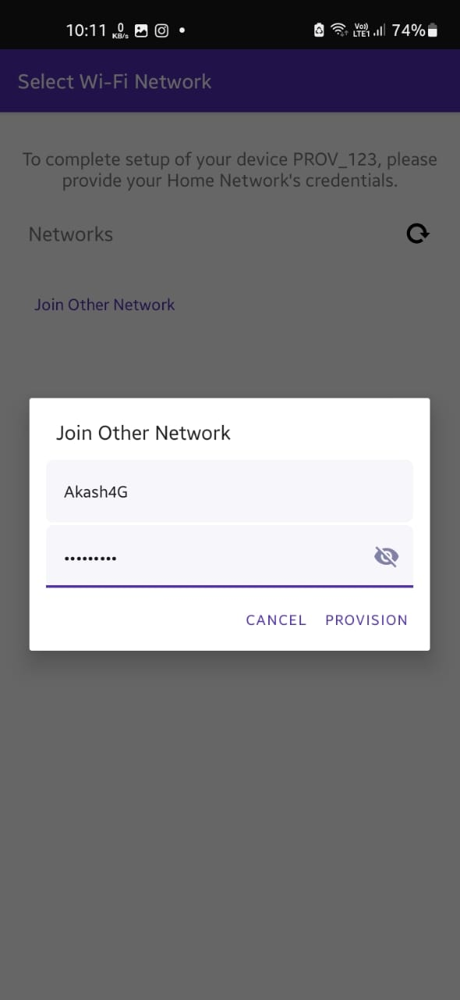 10:11 0 KB/s Vo)) LTE1 74%
Select Wi-Fi Network
To complete setup of your device PROV_123, please
provide your Home Network's credentials.
Networks
Join Other Network
Join Other Network
Akash4G
•••••••••
CANCEL PROVISION